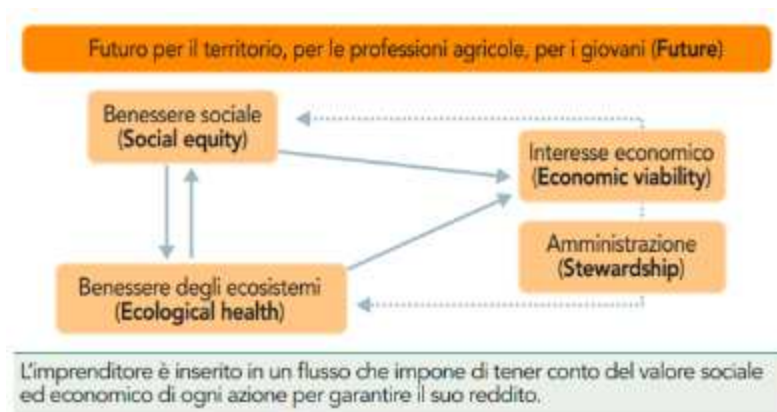 Futuro per il territorio, per le professioni agricole, per i giovani (Future)
Benessere sociale
(Social equity)
Interesse economico
(Economic viability)
Amministrazione
(Stewardship)
Benessere degli ecosistemi
(Ecological health)
L'imprenditore è inserito in un flusso che impone di tener conto del valore sociale
ed economico di ogni azione per garantire il suo reddito.